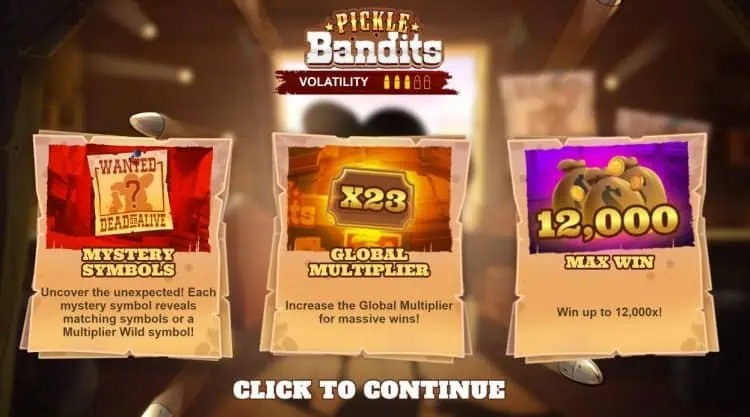 PICKLE
Bandits
VOLATILITY
WANTED
?
DEAD OR ALIVE
MYSTERY
SYMBOLS
Uncover the unexpected! Each
mystery symbol reveals
matching symbols or a
Multiplier Wild symbol!
X23
GLOBAL
MULTIPLIER
Increase the Global Multiplier
for massive wins!
12,000
MAX WIN
Win up to 12,000x!
CLICK TO CONTINUE